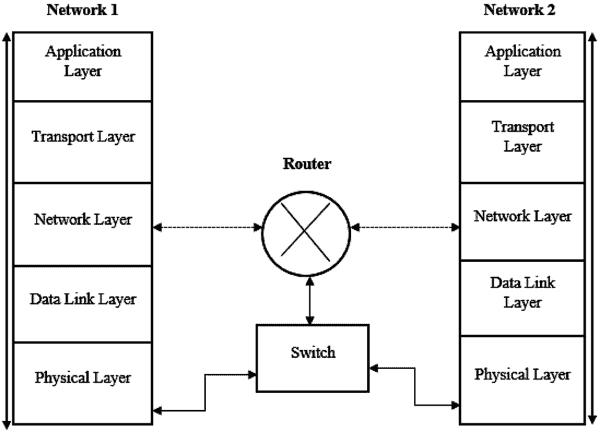 Network 1
Application
Layer
Transport Layer
Network Layer
Data Link Layer
Physical Layer
Router
Switch
Network 2
Application
Layer
Transport
Layer
Network Layer
Data Link
Layer
Physical Layer